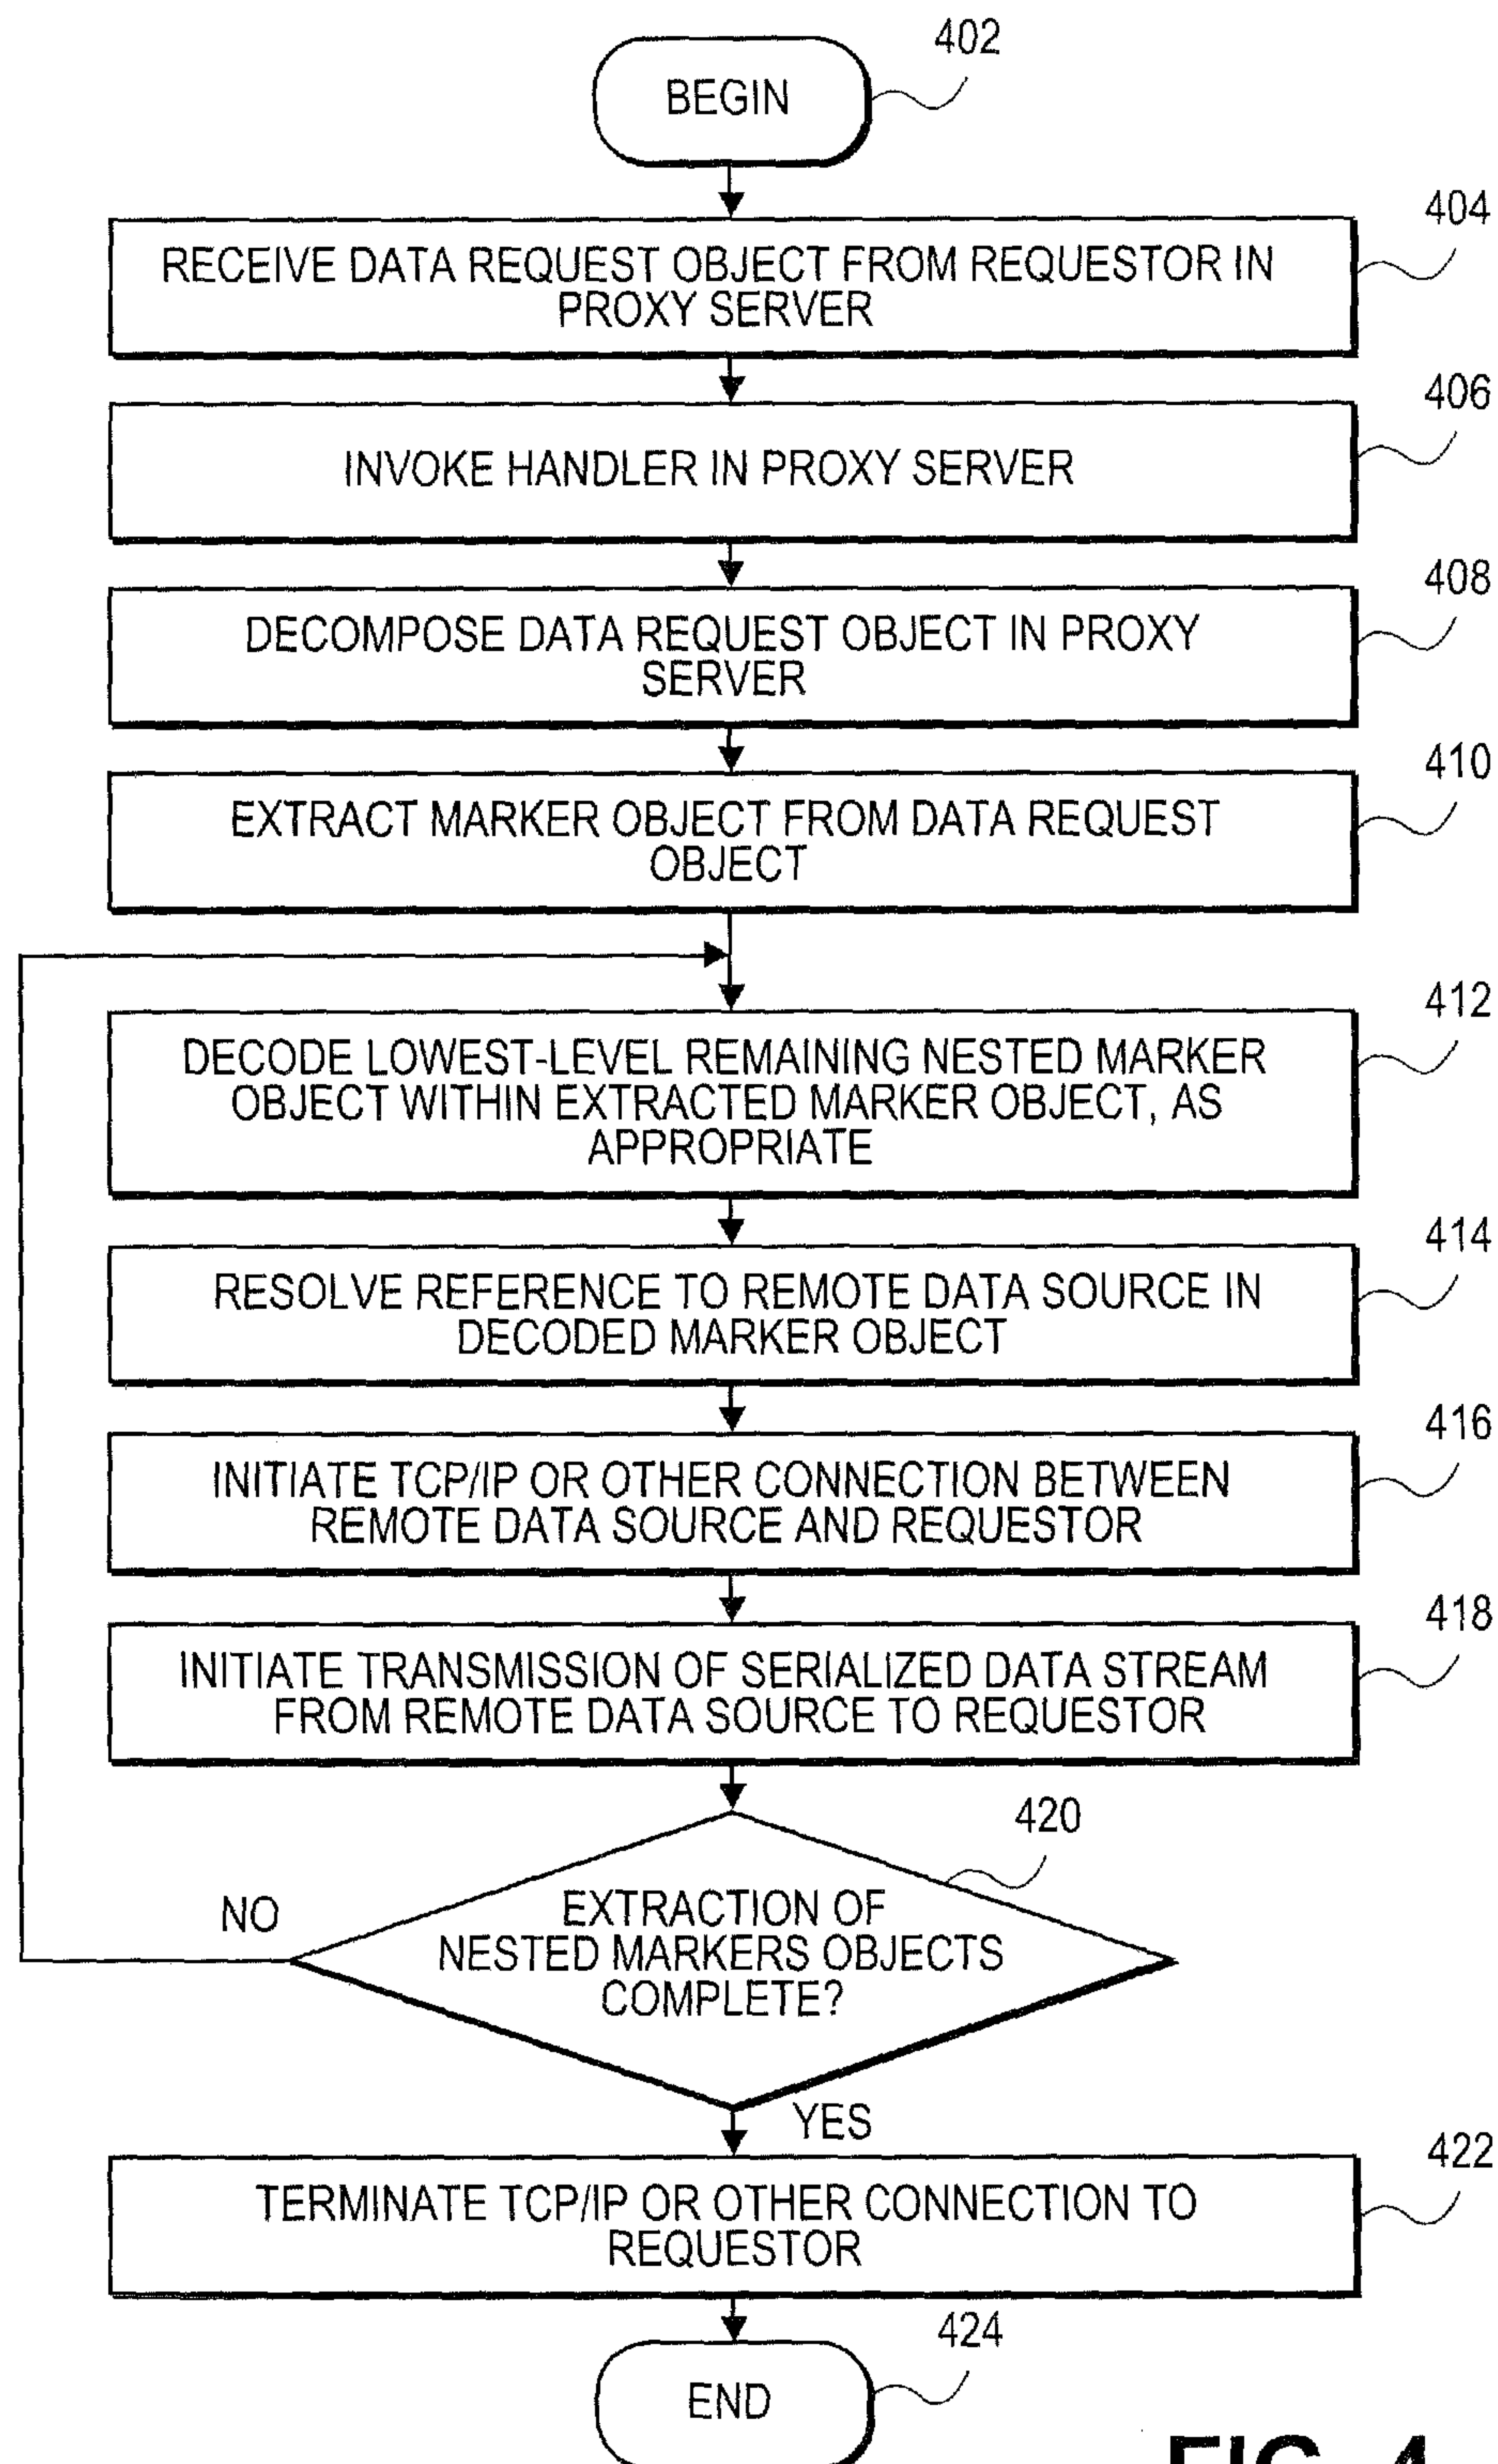 402
BEGIN
404
RECEIVE DATA REQUEST OBJECT FROM REQUESTOR IN
PROXY SERVER
406
INVOKE HANDLER IN PROXY SERVER
408
DECOMPOSE DATA REQUEST OBJECT IN PROXY
SERVER
410
EXTRACT MARKER OBJECT FROM DATA REQUEST
OBJECT
412
DECODE LOWEST-LEVEL REMAINING NESTED MARKER
OBJECT WITHIN EXTRACTED MARKER OBJECT, AS
APPROPRIATE
414
RESOLVE REFERENCE TO REMOTE DATA SOURCE IN
DECODED MARKER OBJECT
416
INITIATE TCP/IP OR OTHER CONNECTION BETWEEN
REMOTE DATA SOURCE AND REQUESTOR
418
INITIATE TRANSMISSION OF SERIALIZED DATA STREAM
FROM REMOTE DATA SOURCE TO REQUESTOR
420
NO
EXTRACTION OF
NESTED MARKERS OBJECTS
COMPLETE?
YES
422
TERMINATE TCP/IP OR OTHER CONNECTION TO
REQUESTOR
424
END
FIG. 4